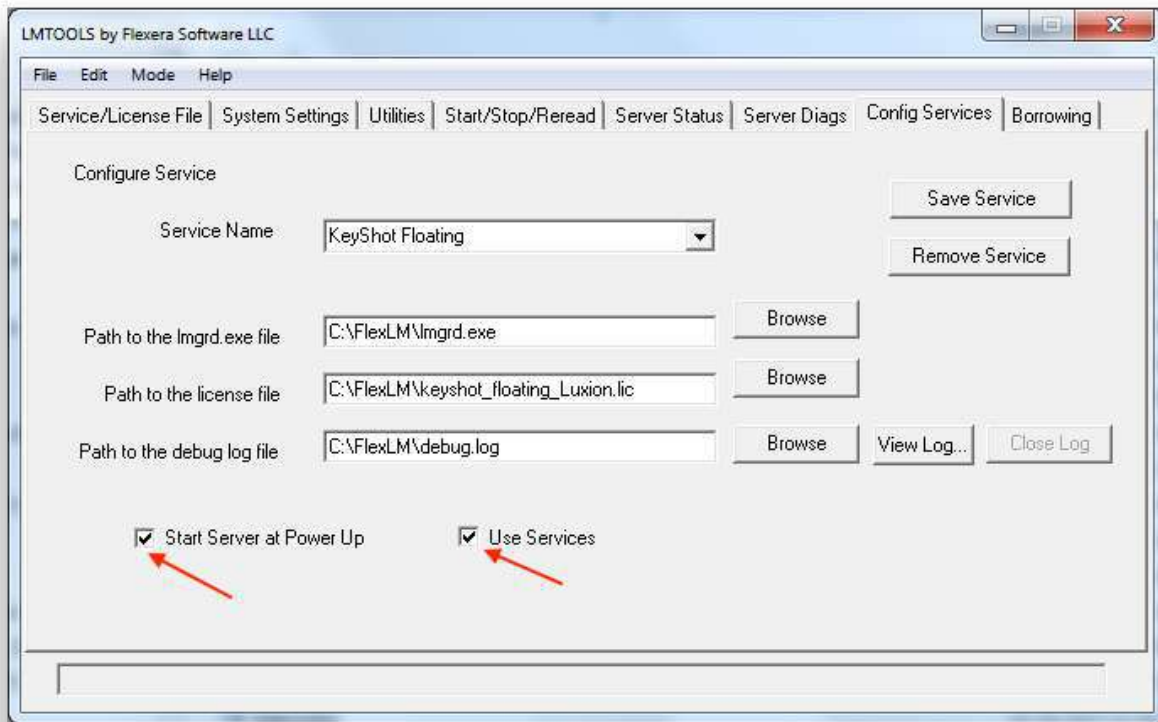 LMTOOLS by Flexera Software LLC
File Edit Mode Help
Service/License File System Settings Utilities Start/Stop/Reread Server Status Server Diags Config Services Borrowing
Configure Service
Save Service
Service Name KeyShot Floating
Remove Service
Path to the lmgrd.exe file C:\FlexLM\lmgrd.exe Browse
Path to the license file C:\FlexLM\keyshot_floating_Luxion.lic Browse
Path to the debug log file C:\FlexLM\debug.log Browse View Log... Close Log
Start Server at Power Up Use Services